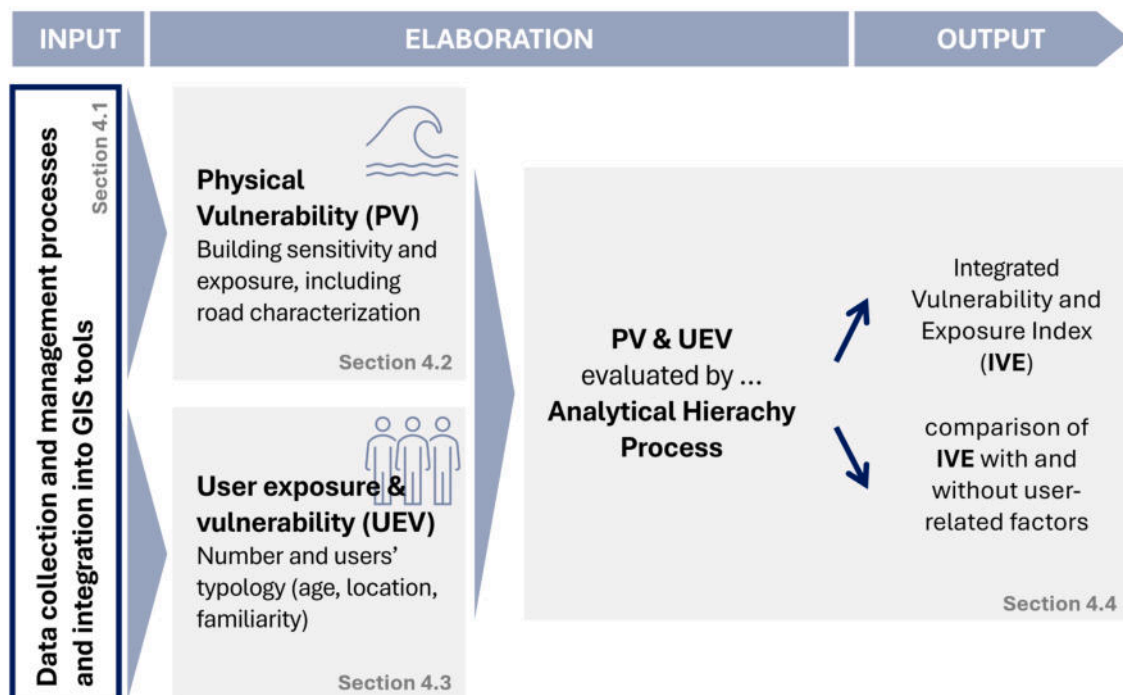 INPUT
ELABORATION
OUTPUT
Data collection and management processes
and integration into GIS tools
Section 4.1
Physical
Vulnerability (PV)
Building sensitivity and
exposure, including
road characterization
Section 4.2
User exposure &
vulnerability (UEV)
Number and users’
typology (age, location,
familiarity)
Section 4.3
PV & UEV
evaluated by ...
Analytical Hierachy
Process
Integrated
Vulnerability and
Exposure Index
(IVE)
comparison of
IVE with and
without user-
related factors
Section 4.4